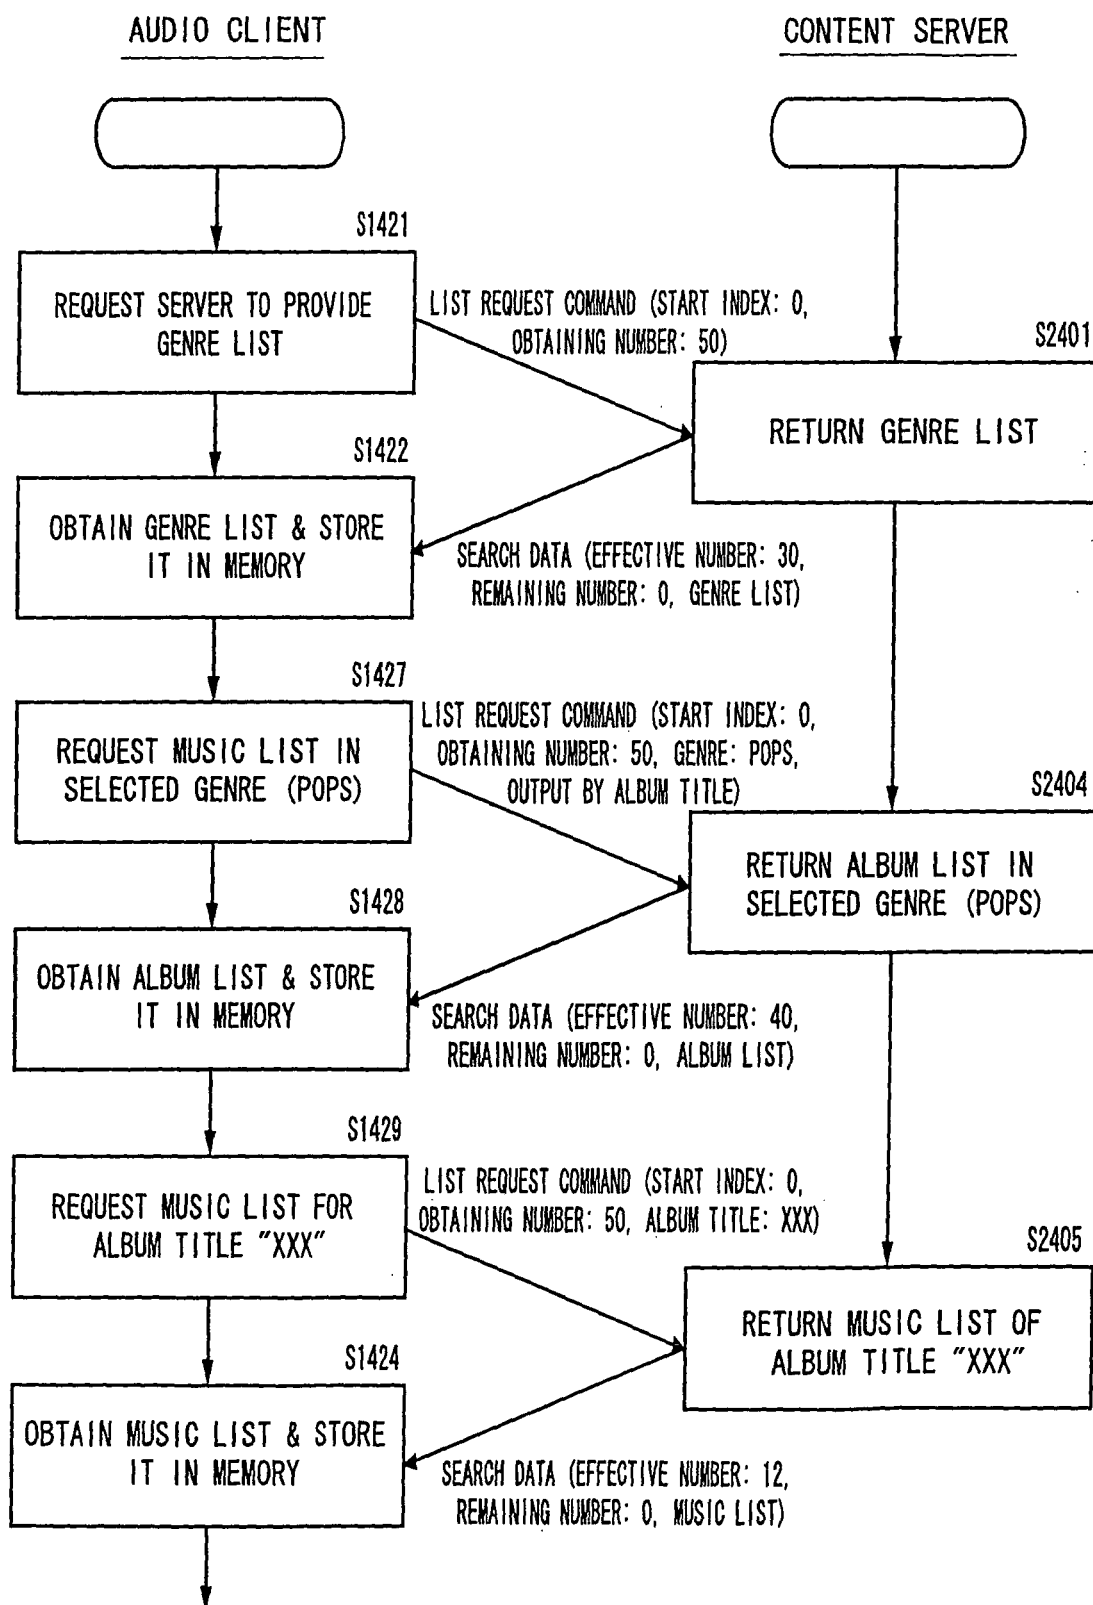 AUDIO CLIENT
CONTENT SERVER
S1421
REQUEST SERVER TO PROVIDE
GENRE LIST
LIST REQUEST COMMAND (START INDEX: 0,
OBTAINING NUMBER: 50)
S2401
RETURN GENRE LIST
S1422
OBTAIN GENRE LIST & STORE
IT IN MEMORY
SEARCH DATA (EFFECTIVE NUMBER: 30,
REMAINING NUMBER: 0, GENRE LIST)
S1427
REQUEST MUSIC LIST IN
SELECTED GENRE (POPS)
LIST REQUEST COMMAND (START INDEX: 0,
OBTAINING NUMBER: 50, GENRE: POPS,
OUTPUT BY ALBUM TITLE)
S2404
RETURN ALBUM LIST IN
SELECTED GENRE (POPS)
S1428
OBTAIN ALBUM LIST & STORE
IT IN MEMORY
SEARCH DATA (EFFECTIVE NUMBER: 40,
REMAINING NUMBER: 0, ALBUM LIST)
S1429
REQUEST MUSIC LIST FOR
ALBUM TITLE "XXX"
LIST REQUEST COMMAND (START INDEX: 0,
OBTAINING NUMBER: 50, ALBUM TITLE: XXX)
S2405
RETURN MUSIC LIST OF
ALBUM TITLE "XXX"
S1424
OBTAIN MUSIC LIST & STORE
IT IN MEMORY
SEARCH DATA (EFFECTIVE NUMBER: 12,
REMAINING NUMBER: 0, MUSIC LIST)